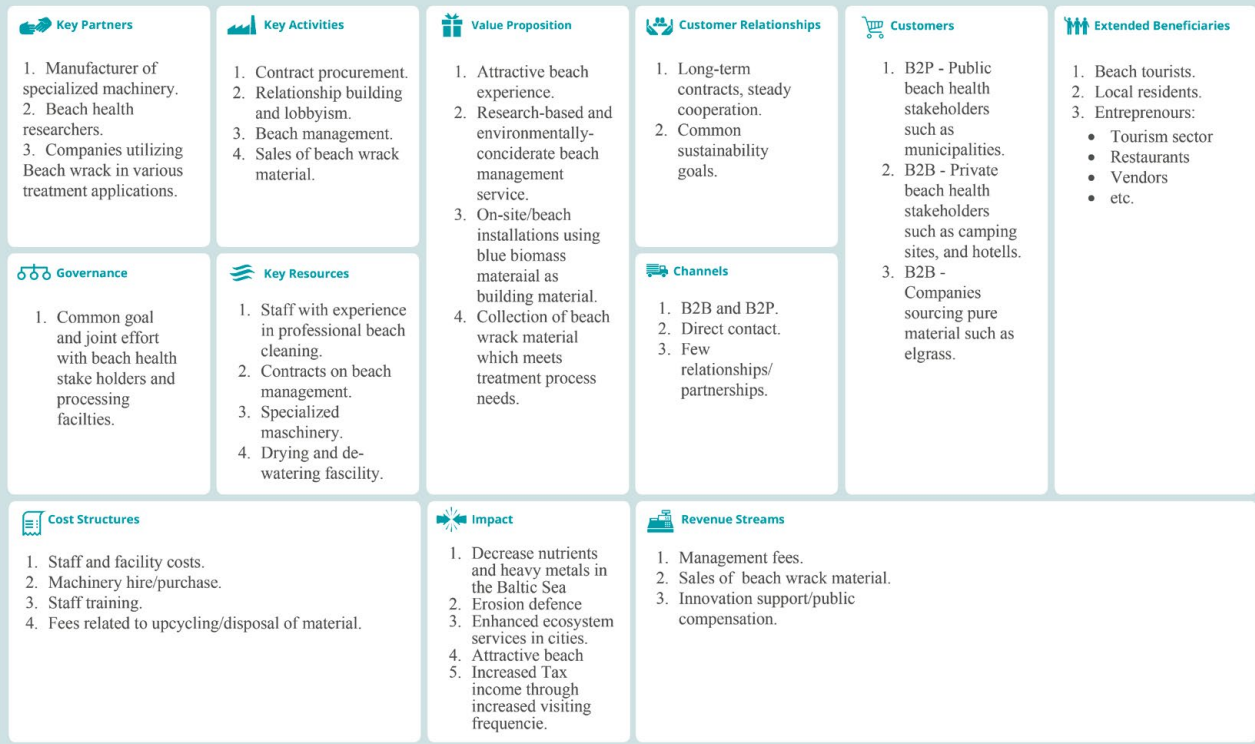 Key Partners
1. Manufacturer of
specialized machinery.
2. Beach health
researchers.
3. Companies utilizing
Beach wrack in various
treatment applications.
Key Activities
1. Contract procurement.
2. Relationship building
and lobbyism.
3. Beach management.
4. Sales of beach wrack
material.
Value Proposition
1. Attractive beach
experience.
2. Research-based and
environmentally-
conciderate beach
management
service.
3. On-site/beach
installations using
blue biomass
materaial as
building material.
4. Collection of beach
wrack material
which meets
treatment process
needs.
Customer Relationships
1. Long-term
contracts, steady
cooperation.
2. Common
sustainability
goals.
Customers
1. B2P - Public
beach health
stakeholders
such as
municipalities.
2. B2B - Private
beach health
stakeholders
such as camping
sites, and hotells.
3. B2B -
Companies
sourcing pure
material such as
elgrass.
Extended Beneficiaries
1. Beach tourists.
2. Local residents.
3. Entreprenours:
• Tourism sector
• Restaurants
• Vendors
• etc.
Governance
1. Common goal
and joint effort
with beach health
stake holders and
processing
facilties.
Key Resources
1. Staff with experience
in professional beach
cleaning.
2. Contracts on beach
management.
3. Specialized
maschinery.
4. Drying and de-
watering fascility.
Channels
1. B2B and B2P.
2. Direct contact.
3. Few
relationships/
partnerships.
Cost Structures
1. Staff and facility costs.
2. Machinery hire/purchase.
3. Staff training.
4. Fees related to upcycling/disposal of material.
Impact
1. Decrease nutrients
and heavy metals in
the Baltic Sea
2. Erosion defence
3. Enhanced ecosystem
services in cities.
4. Attractive beach
5. Increased Tax
income through
increased visiting
frequencie.
Revenue Streams
1. Management fees.
2. Sales of beach wrack material.
3. Innovation support/public
compensation.